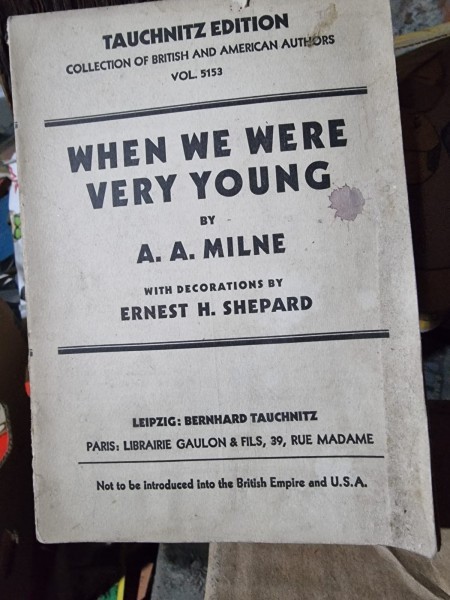 TAUCHNITZ EDITION
COLLECTION OF BRITISH AND AMERICAN AUTHORS
VOL. 5153
WHEN WE WERE
VERY YOUNG
BY
A. A. MILNE
WITH DECORATIONS BY
ERNEST H. SHEPARD
LEIPZIG: BERNHARD TAUCHNITZ
PARIS: LIBRAIRIE GAULON & FILS, 39, RUE MADAME
Not to be introduced into the British Empire and U.S.A.